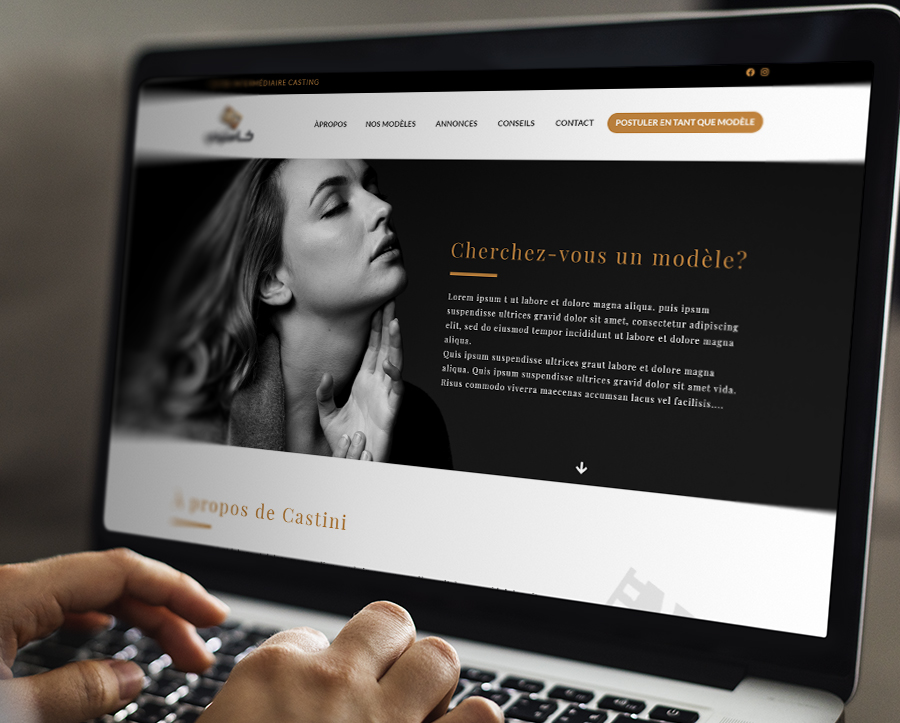 MÉDIAIRE CASTING
ÀPROPOS NOS MODÈLES ANNONCES CONSEILS CONTACT POSTULER EN TANT QUE MODÈLE
Cherchez-vous un modèle?
Lorem ipsum t ut labore et dolore magna aliqua. puis ipsum
suspendisse ultrices gravid dolor sit amet, consectetur adipiscing
elit, sed do eiusmod tempor incididunt ut labore et dolore magna
aliqua.
Quis ipsum suspendisse ultrices graut labore et dolore magna
aliqua. Quis ipsum suspendisse ultrices gravid dolor sit amet vida.
Risus commodo viverra maecenas accumsan lacus vel facilisis....
À propos de Castini